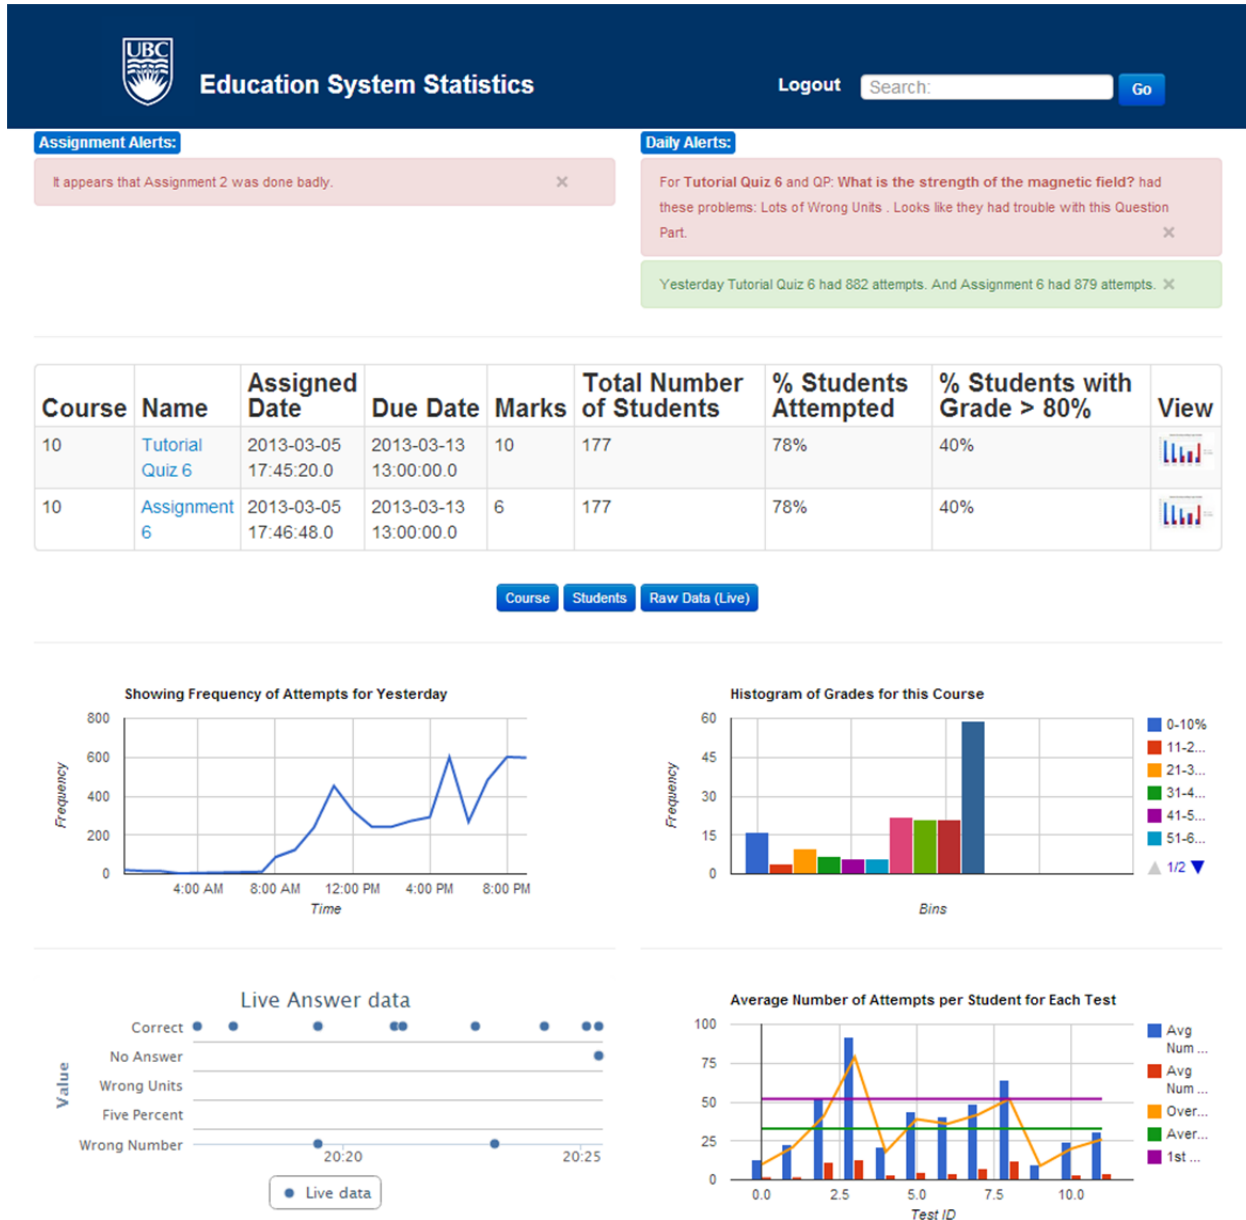 UBC
Education System Statistics
Logout
Search:
Go
Assignment Alerts:
It appears that Assignment 2 was done badly.
×
Daily Alerts:
For Tutorial Quiz 6 and QP: What is the strength of the magnetic field? had
these problems: Lots of Wrong Units . Looks like they had trouble with this Question
Part.
×
Yesterday Tutorial Quiz 6 had 882 attempts. And Assignment 6 had 879 attempts. ×
Course Name Assigned Date Due Date Marks Total Number of Students % Students Attempted % Students with Grade > 80% View
10 Tutorial Quiz 6 2013-03-05 17:45:20.0 2013-03-13 13:00:00.0 10 177 78% 40%
10 Assignment 6 2013-03-05 17:46:48.0 2013-03-13 13:00:00.0 6 177 78% 40%
Course Students Raw Data (Live)
Showing Frequency of Attempts for Yesterday
Frequency
800
600
400
200
0
4:00 AM 8:00 AM 12:00 PM 4:00 PM 8:00 PM
Time
Histogram of Grades for this Course
Frequency
60
45
30
15
0
Bins
0-10%
11-2...
21-3...
31-4...
41-5...
51-6...
1/2
Live Answer data
Value
Correct
No Answer
Wrong Units
Five Percent
Wrong Number
20:20 20:25
Live data
Average Number of Attempts per Student for Each Test
100
75
50
25
0
0.0 2.5 5.0 7.5 10.0
Test ID
Avg
Num ...
Avg
Num ...
Over...
Aver...
1st ...